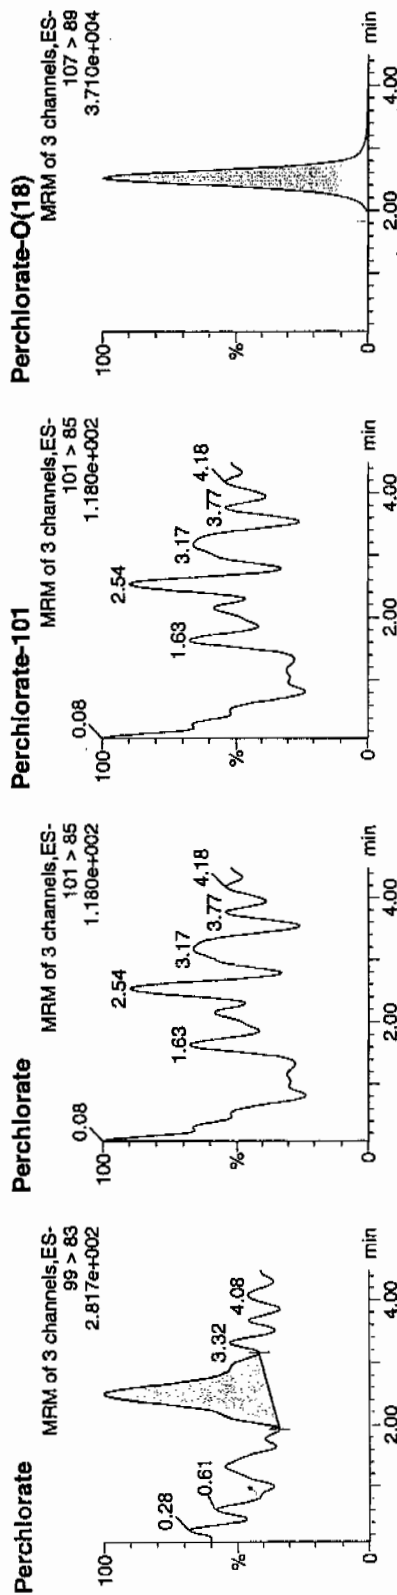 Perchlorate
MRM of 3 channels,ES-
99 > 83
2.817e+002
100
%
0
0.28
0.61
3.32
4.08
2.00
4.00
min
Perchlorate
MRM of 3 channels,ES-
101 > 85
1.180e+002
100
%
0
0.08
1.63
2.54
3.17
3.77
4.18
2.00
4.00
min
Perchlorate-101
MRM of 3 channels,ES-
101 > 85
1.180e+002
100
%
0
0.08
1.63
2.54
3.17
3.77
4.18
2.00
4.00
min
Perchlorate-O(18)
MRM of 3 channels,ES-
107 > 89
3.710e+004
100
%
0
2.00
4.00
min